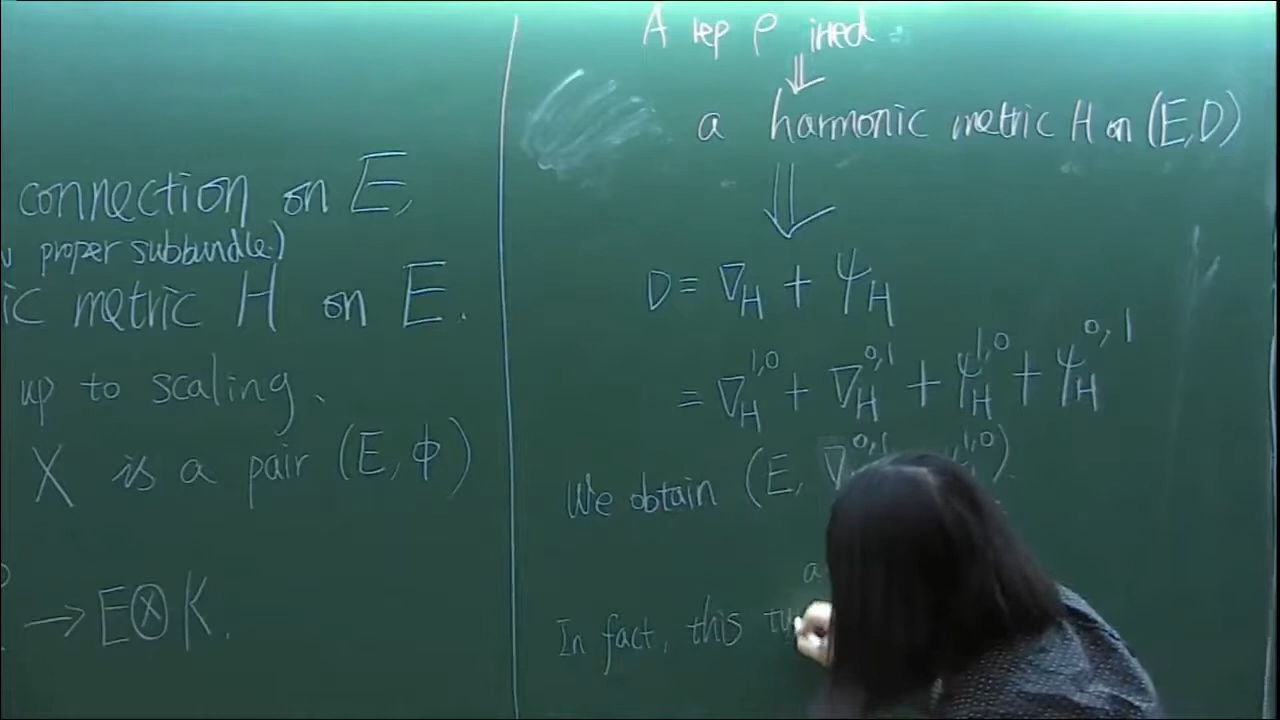 connection on E,
proper subbundle.)
ic metric H on E.
up to scaling.
X is a pair (E, ϕ)
→ E⊗K.
A rep ρ irred.
⇓
a harmonic metric H on (E,D)
⇓
D = ∇_H + ψ_H
= ∇_H^{1,0} + ∇_H^{0,1} + ψ_H^{1,0} + ψ_H^{0,1}
We obtain (E, ∇^{0,1} ^{1,0}).
a
In fact, this